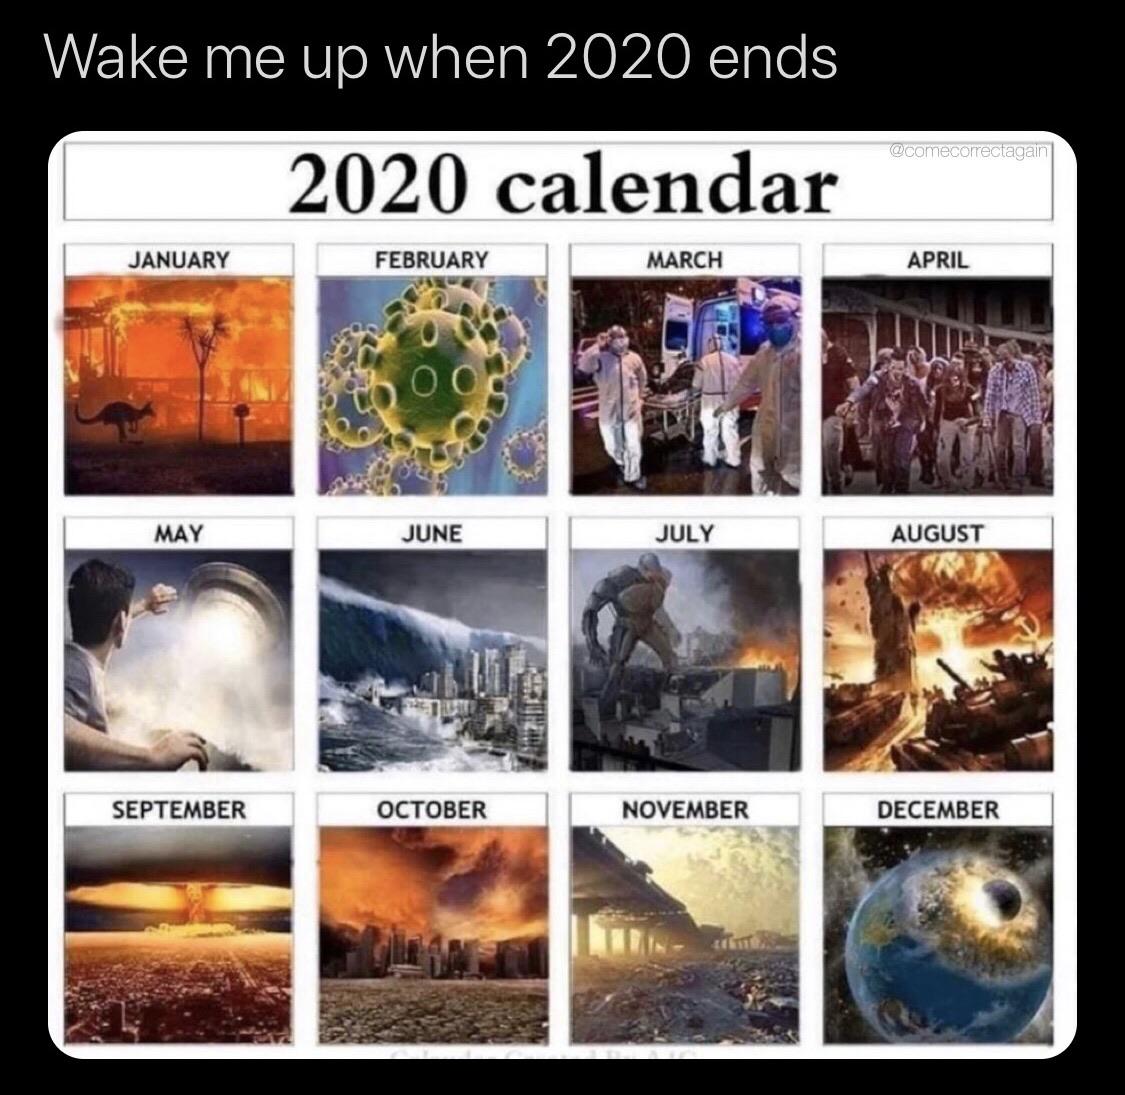 Wake me up when 2020 ends
@comecorrectagain
2020 calendar
JANUARY
FEBRUARY
MARCH
APRIL
MAY
JUNE
JULY
AUGUST
SEPTEMBER
OCTOBER
NOVEMBER
DECEMBER